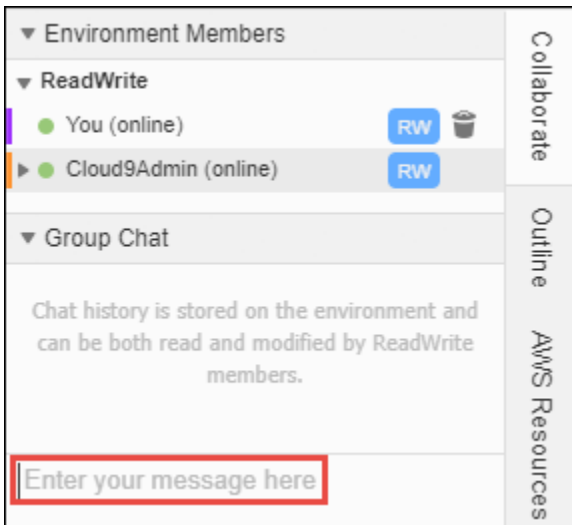 Environment Members
ReadWrite
You (online) RW
Cloud9Admin (online) RW
Group Chat
Chat history is stored on the environment and
can be both read and modified by ReadWrite
members.
Enter your message here
Collaborate
Outline
AWS Resources